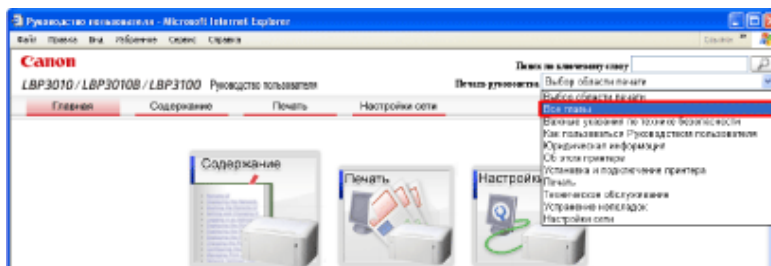 Руководство пользователя - Microsoft Internet Explorer
Файл Правка Вид Избранное Сервис Справка Ссылки
Canon
Поиск по ключевому слову
LBP3010 / LBP3010B / LBP3100 Руководство пользователя
Печать руководства Выбор области печати
Главная Содержание Печать Настройки сети
Выбор области печати
Все главы
Важные указания по технике безопасности
Как пользоваться Руководством пользователя
Юридическая информация
Об этом принтере
Установка и подключение принтера
Печать
Техническое обслуживание
Устранение неполадок
Настройки сети
Содержание
Печать
Настройки